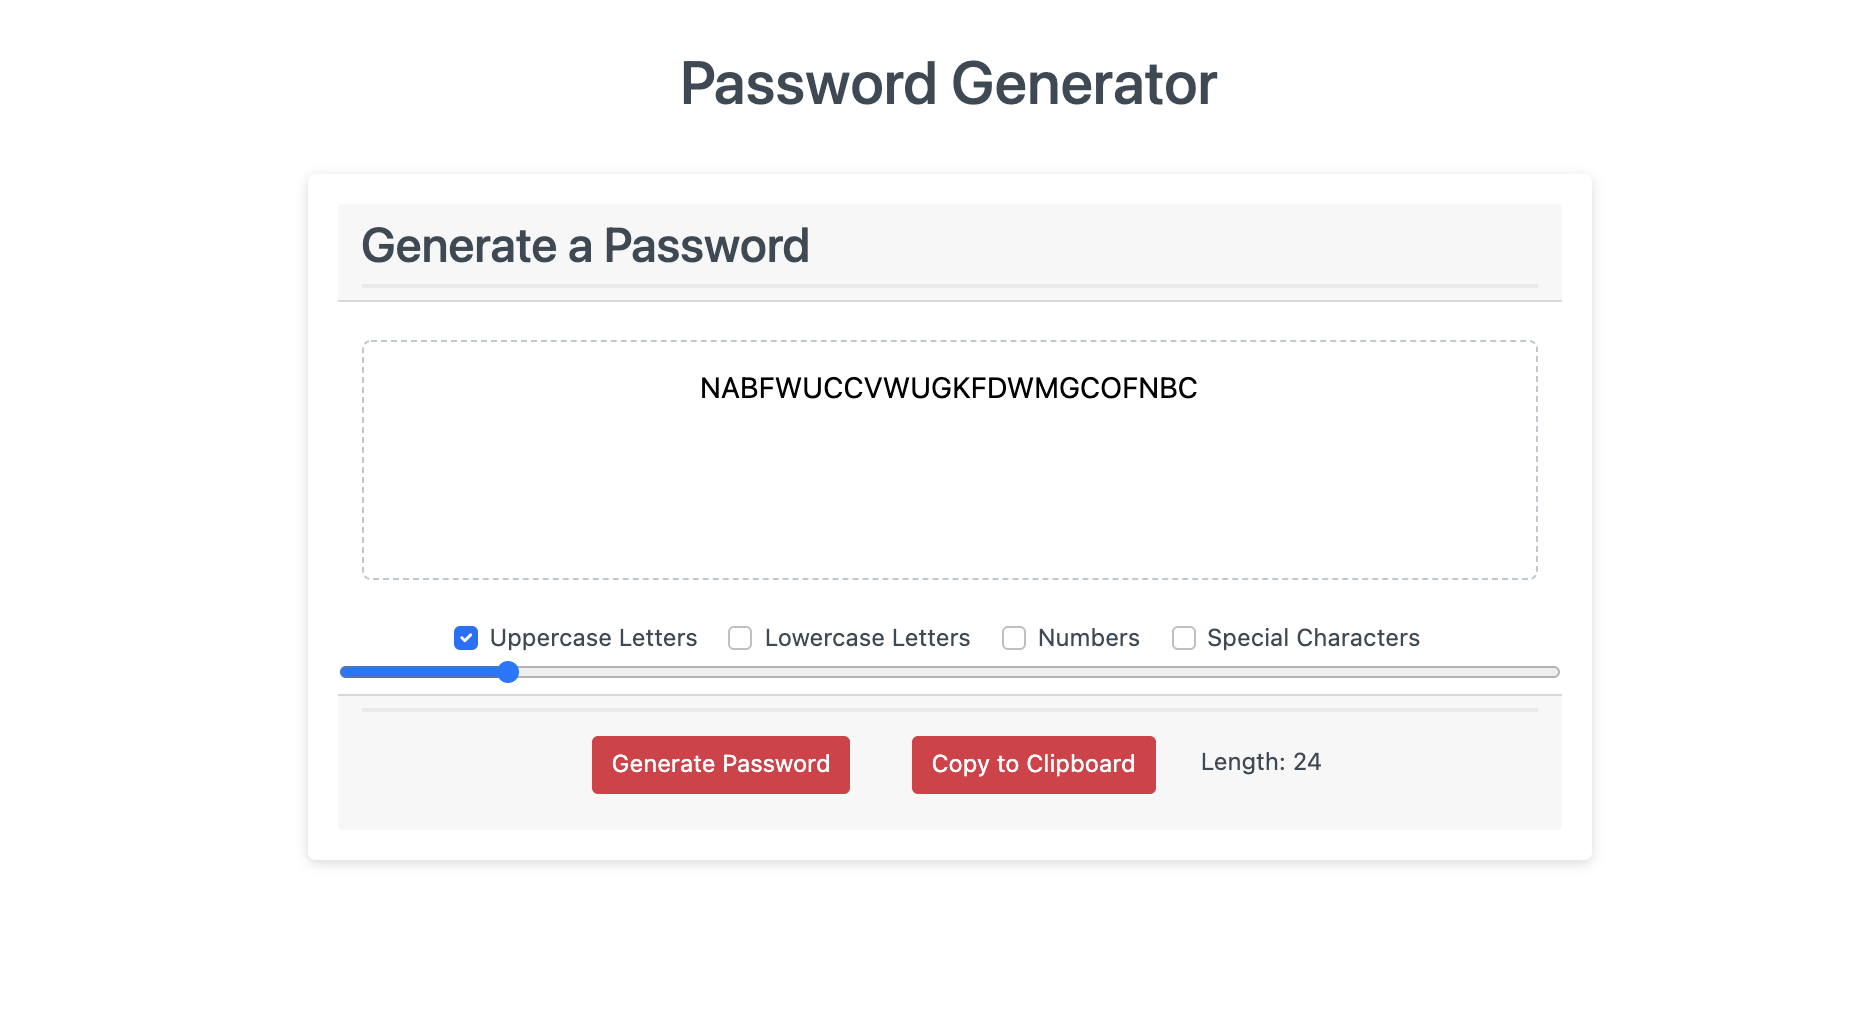 Password Generator
Generate a Password
NABFWUCCVWUGKFDWMGCOFNBC
Uppercase Letters Lowercase Letters Numbers Special Characters
Generate Password Copy to Clipboard Length: 24